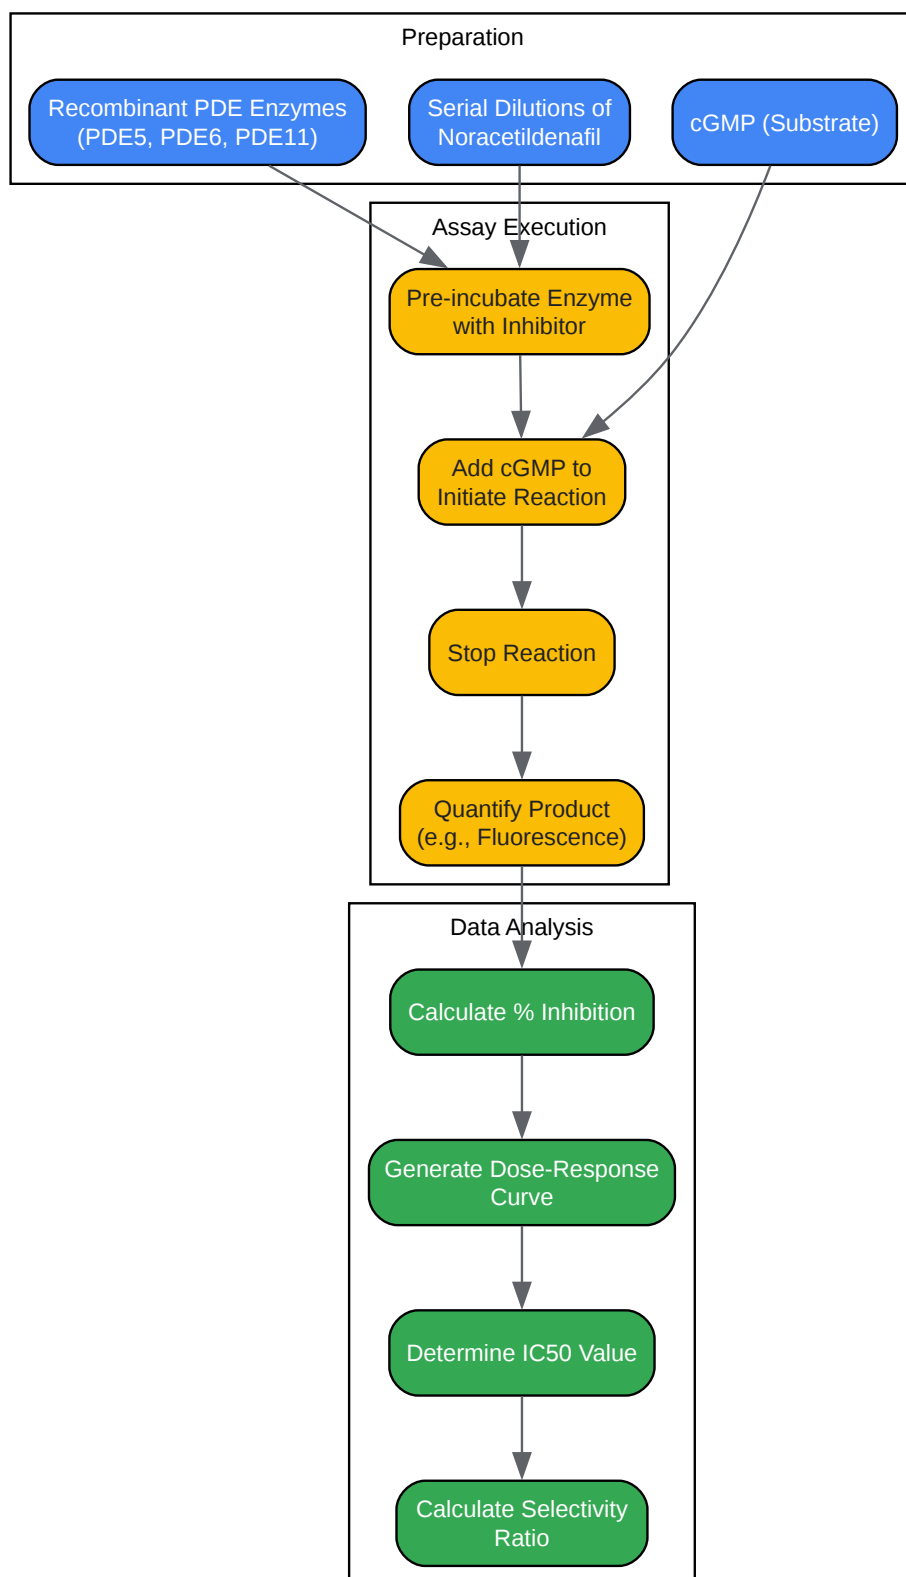 Preparation
Recombinant PDE Enzymes
(PDE5, PDE6, PDE11)
Serial Dilutions of
Noracetildenafil
cGMP (Substrate)
Assay Execution
Pre-incubate Enzyme
with Inhibitor
Add cGMP to
Initiate Reaction
Stop Reaction
Quantify Product
(e.g., Fluorescence)
Data Analysis
Calculate % Inhibition
Generate Dose-Response
Curve
Determine IC50 Value
Calculate Selectivity
Ratio